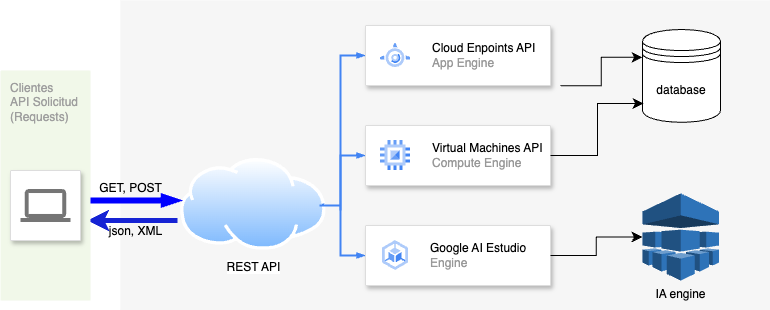 Clientes
API Solicitud
(Requests)
GET, POST
json, XML
REST API
Cloud Enpoints API
App Engine
Virtual Machines API
Compute Engine
Google AI Estudio
Engine
database
IA engine